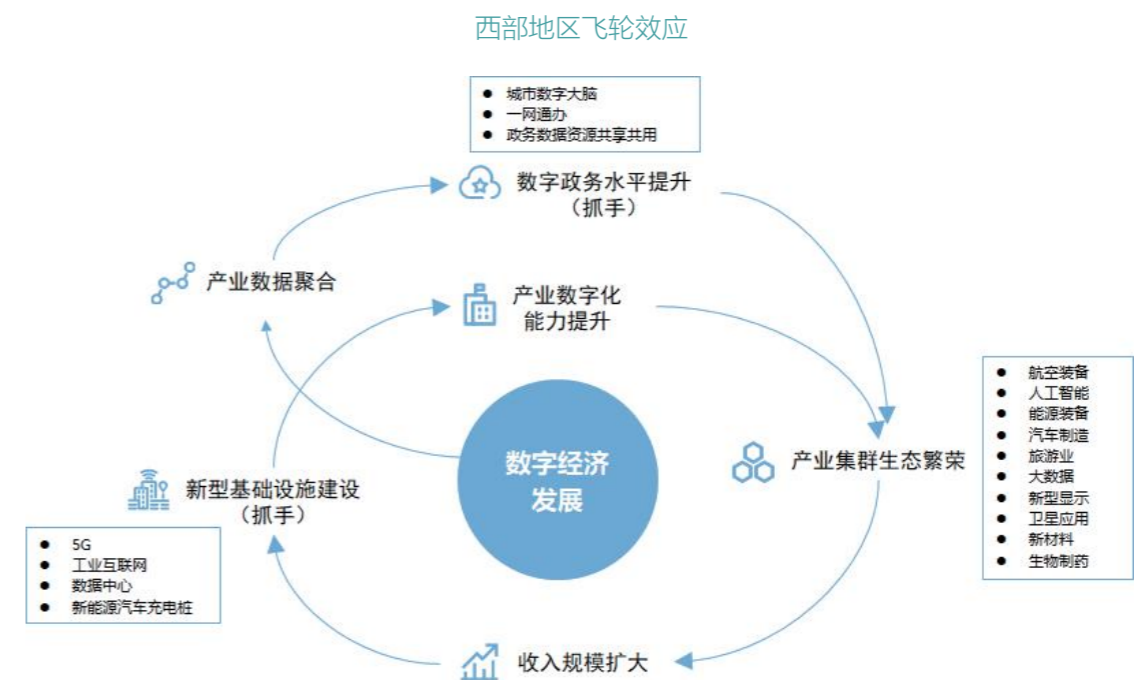 西部地区飞轮效应
● 城市数字大脑
● 一网通办
● 政务数据资源共享共用
数字政务水平提升
（抓手）
产业数据聚合
产业数字化
能力提升
数字经济
发展
● 航空装备
● 人工智能
● 能源装备
● 汽车制造
● 旅游业
● 大数据
● 新型显示
● 卫星应用
● 新材料
● 生物制药
产业集群生态繁荣
新型基础设施建设
（抓手）
● 5G
● 工业互联网
● 数据中心
● 新能源汽车充电桩
收入规模扩大